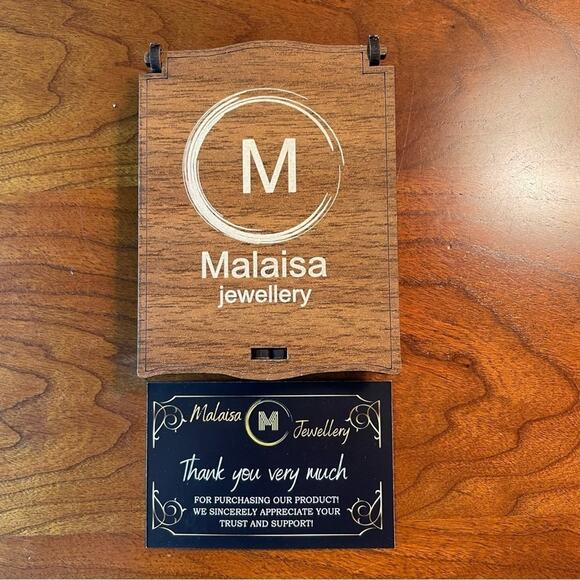 M
Malaisa
jewellery
Malaisa M Jewellery
Thank you very much
FOR PURCHASING OUR PRODUCT!
WE SINCERELY APPRECIATE YOUR
TRUST AND SUPPORT!